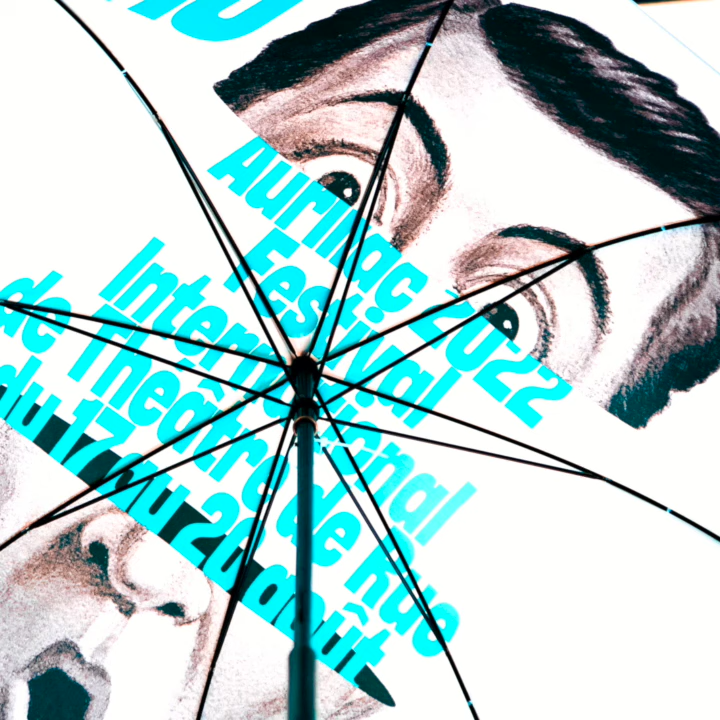 Aurillac 2022
Festival
International
de Théâtre de Rue
du 17 au 20 août